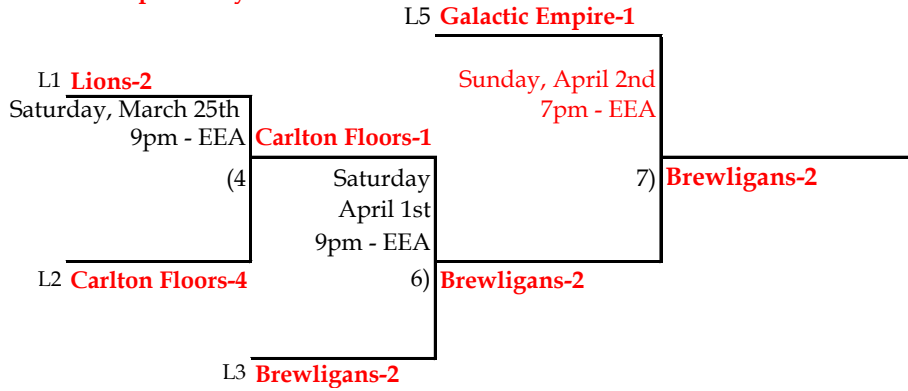 L5 Galactic Empire-1
L1 Lions-2
Sunday, April 2nd
7pm - EEA
Saturday, March 25th
9pm - EEA
Carlton Floors-1
(4
Saturday
April 1st
9pm - EEA
6)
7)
Brewligans-2
L2 Carlton Floors-4
Brewligans-2
L3 Brewligans-2